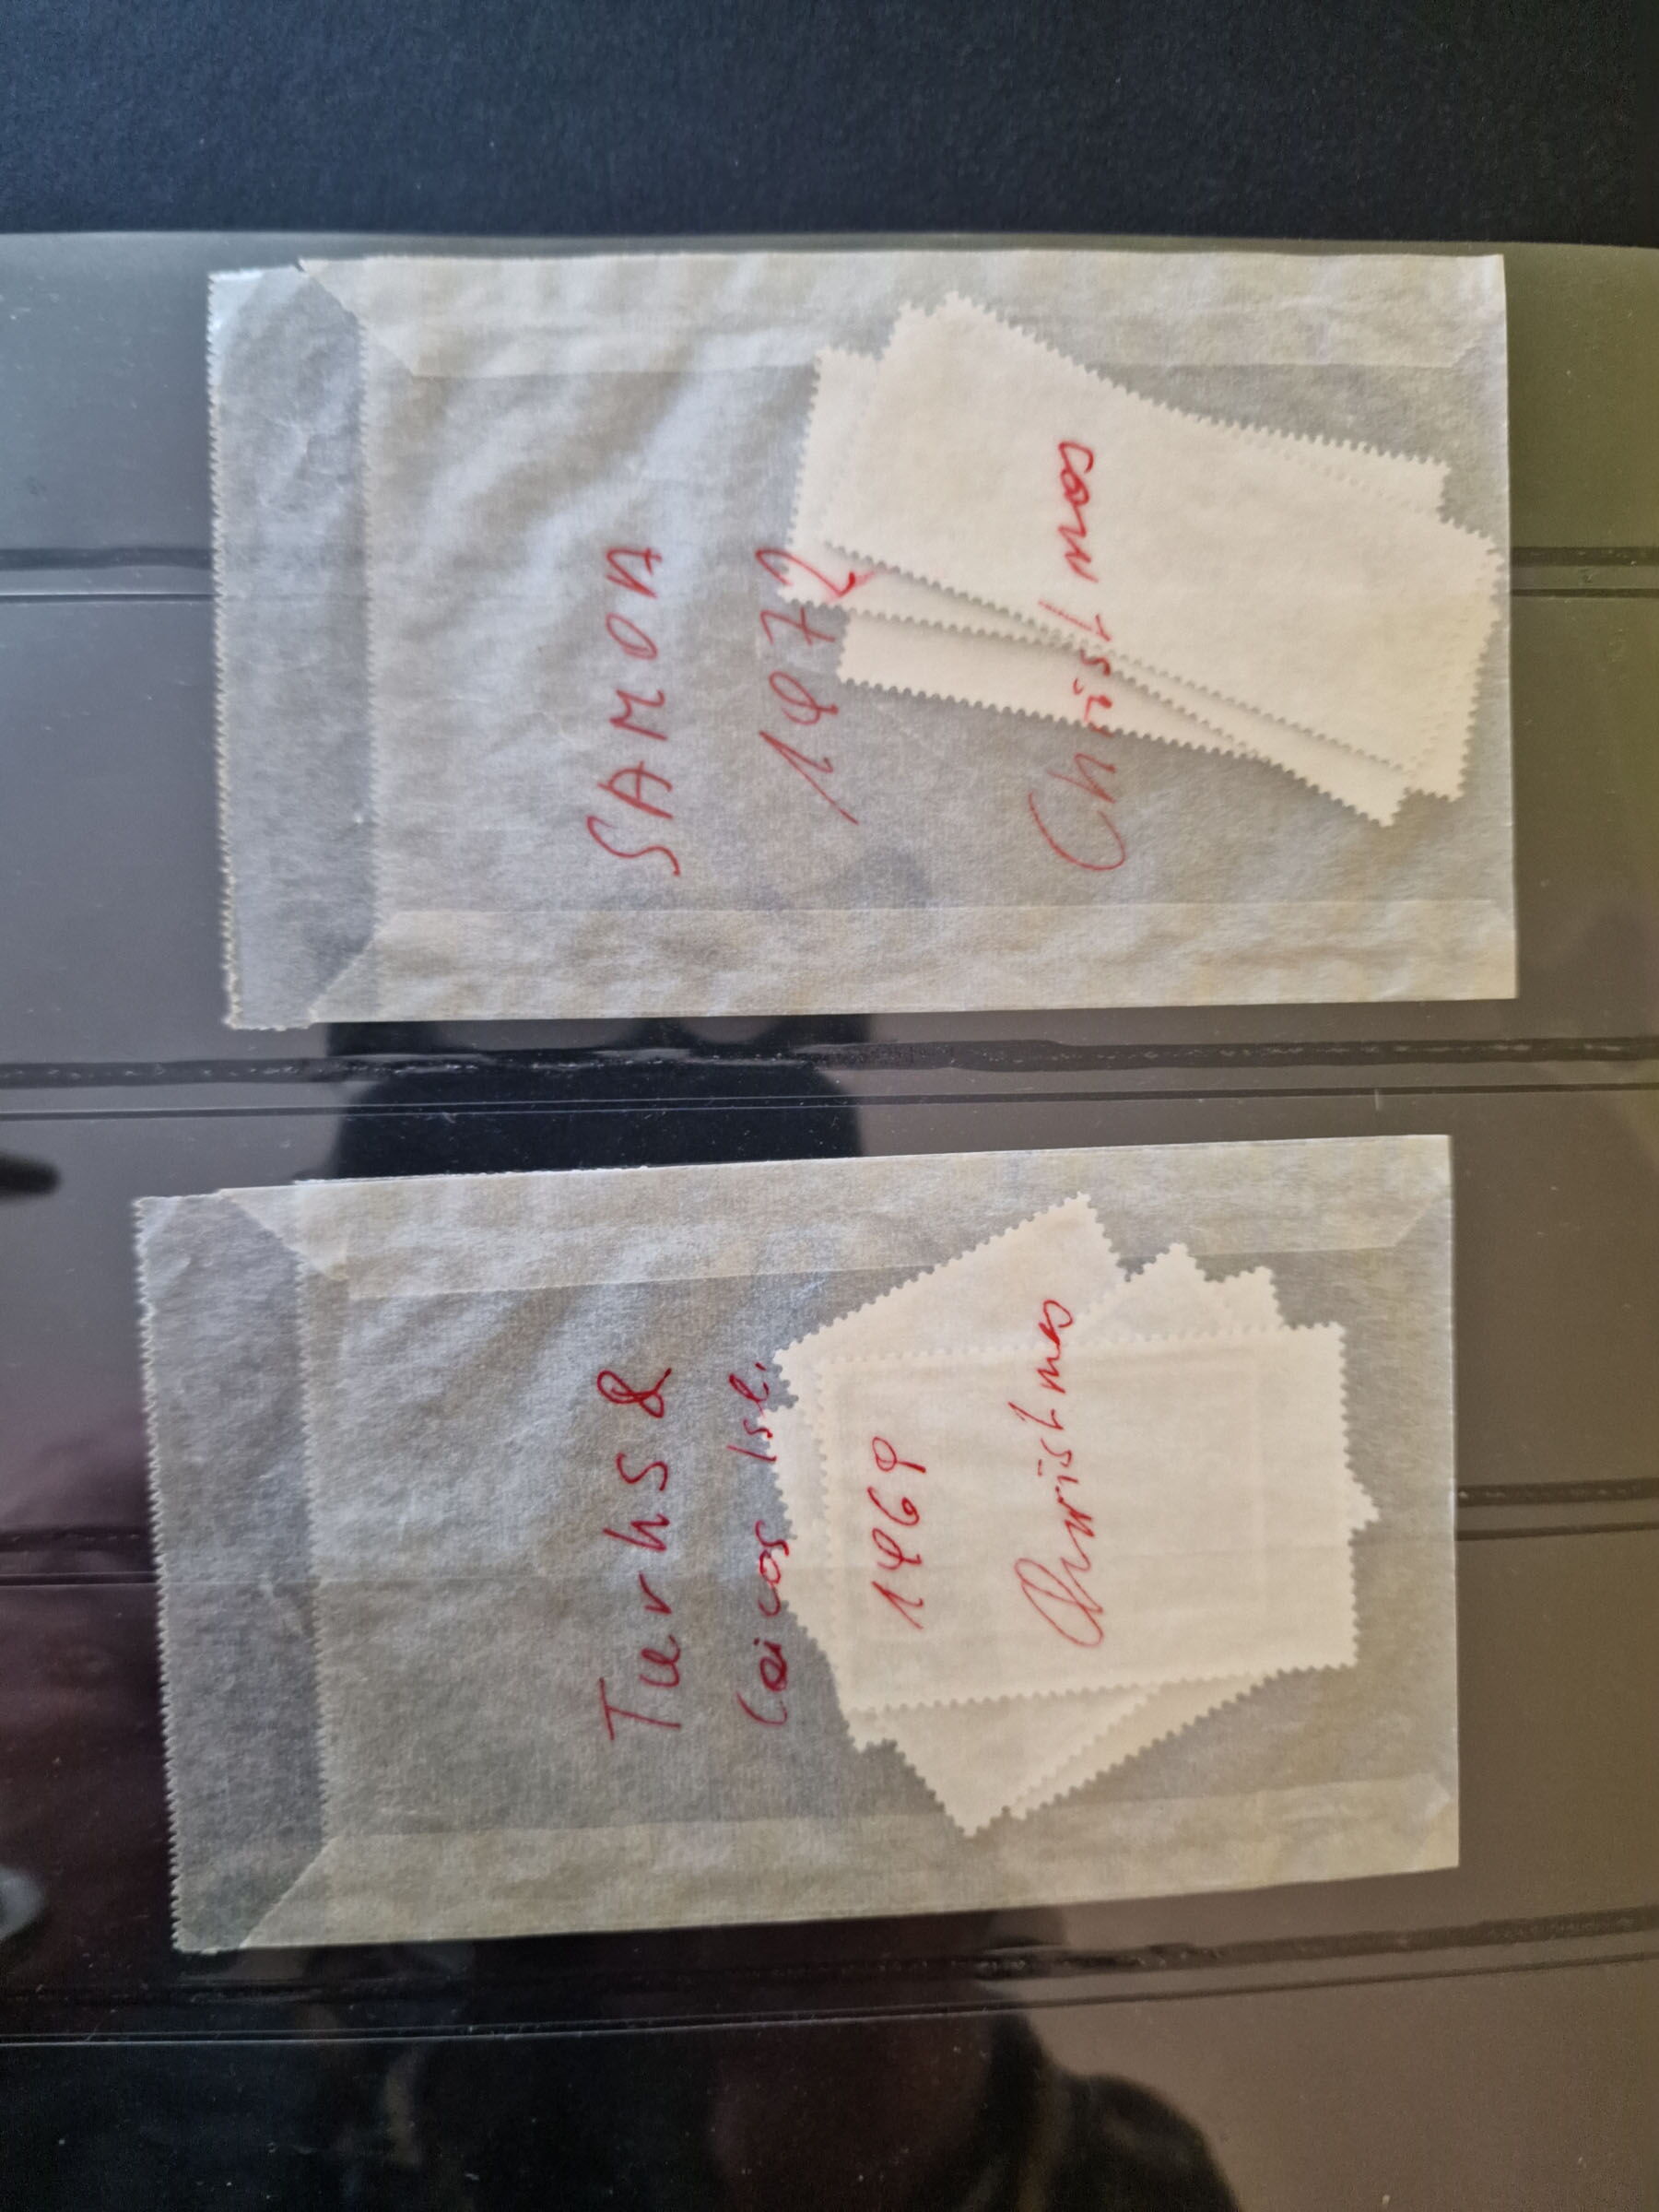 Turks &
Caicos Isl.
1969
Christmas
SAMOA
1972
Christmas